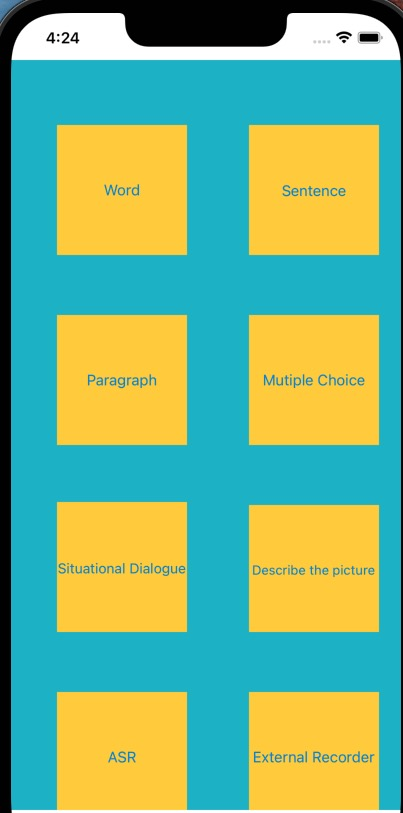 4:24
Word
Sentence
Paragraph
Mutiple Choice
Situational Dialogue
Describe the picture
ASR
External Recorder